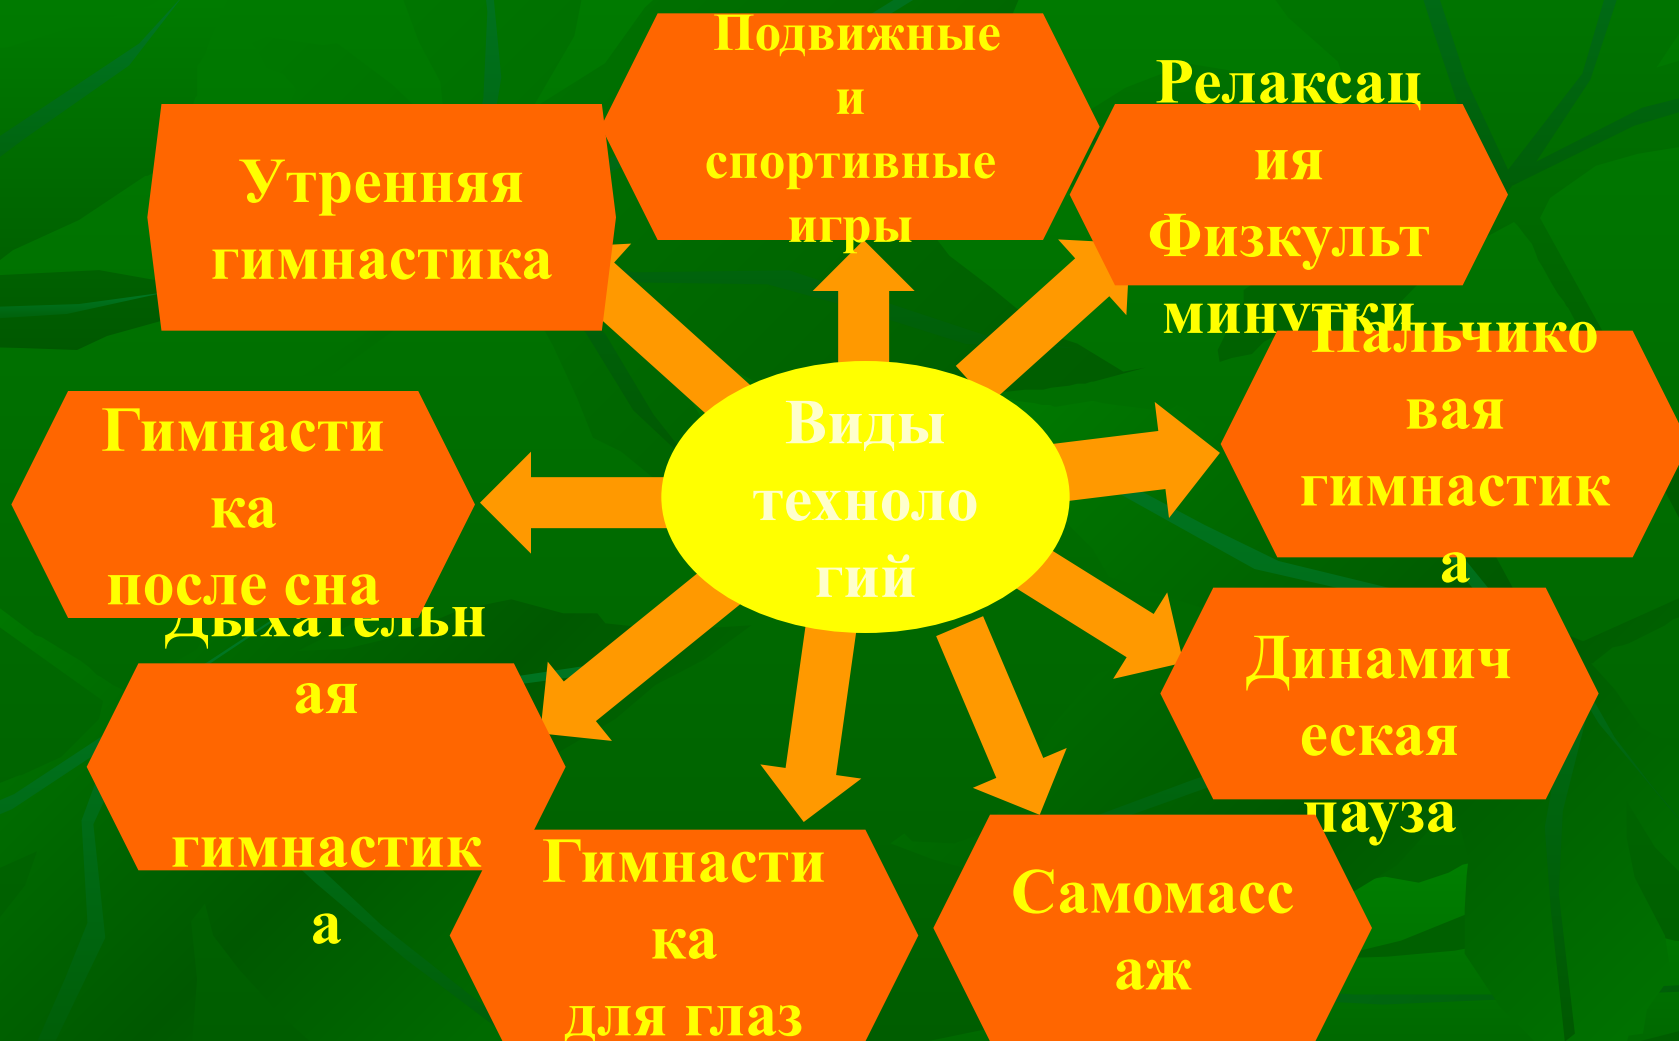 Подвижные
и
спортивные
игры
Релаксац
ия
Физкульт
минутки
Утренняя
гимнастика
Пальчико
вая
гимнастик
а
Виды
техноло
гий
Гимнасти
ка
после сна
Дыхательн
ая
гимнастик
а
Динамич
еская
пауза
Гимнасти
ка
для глаз
Самомасс
аж